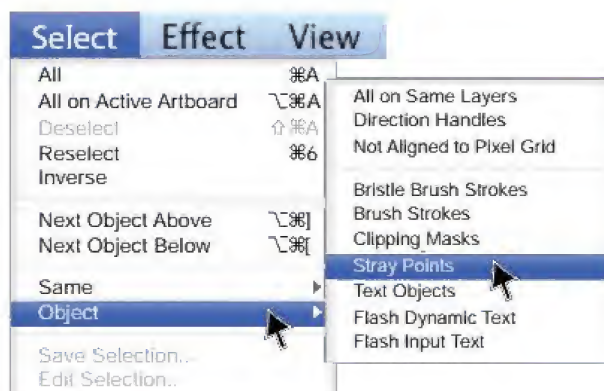 Select Effect View
All ⌘A
All on Active Artboard ⌥⌘A
Deselect ⇧⌘A
Reselect ⌘6
Inverse
Next Object Above ⌥⌘]
Next Object Below ⌥⌘[
Same
Object
Save Selection...
Edit Selection...
All on Same Layers
Direction Handles
Not Aligned to Pixel Grid
Bristle Brush Strokes
Brush Strokes
Clipping Masks
Stray Points
Text Objects
Flash Dynamic Text
Flash Input Text